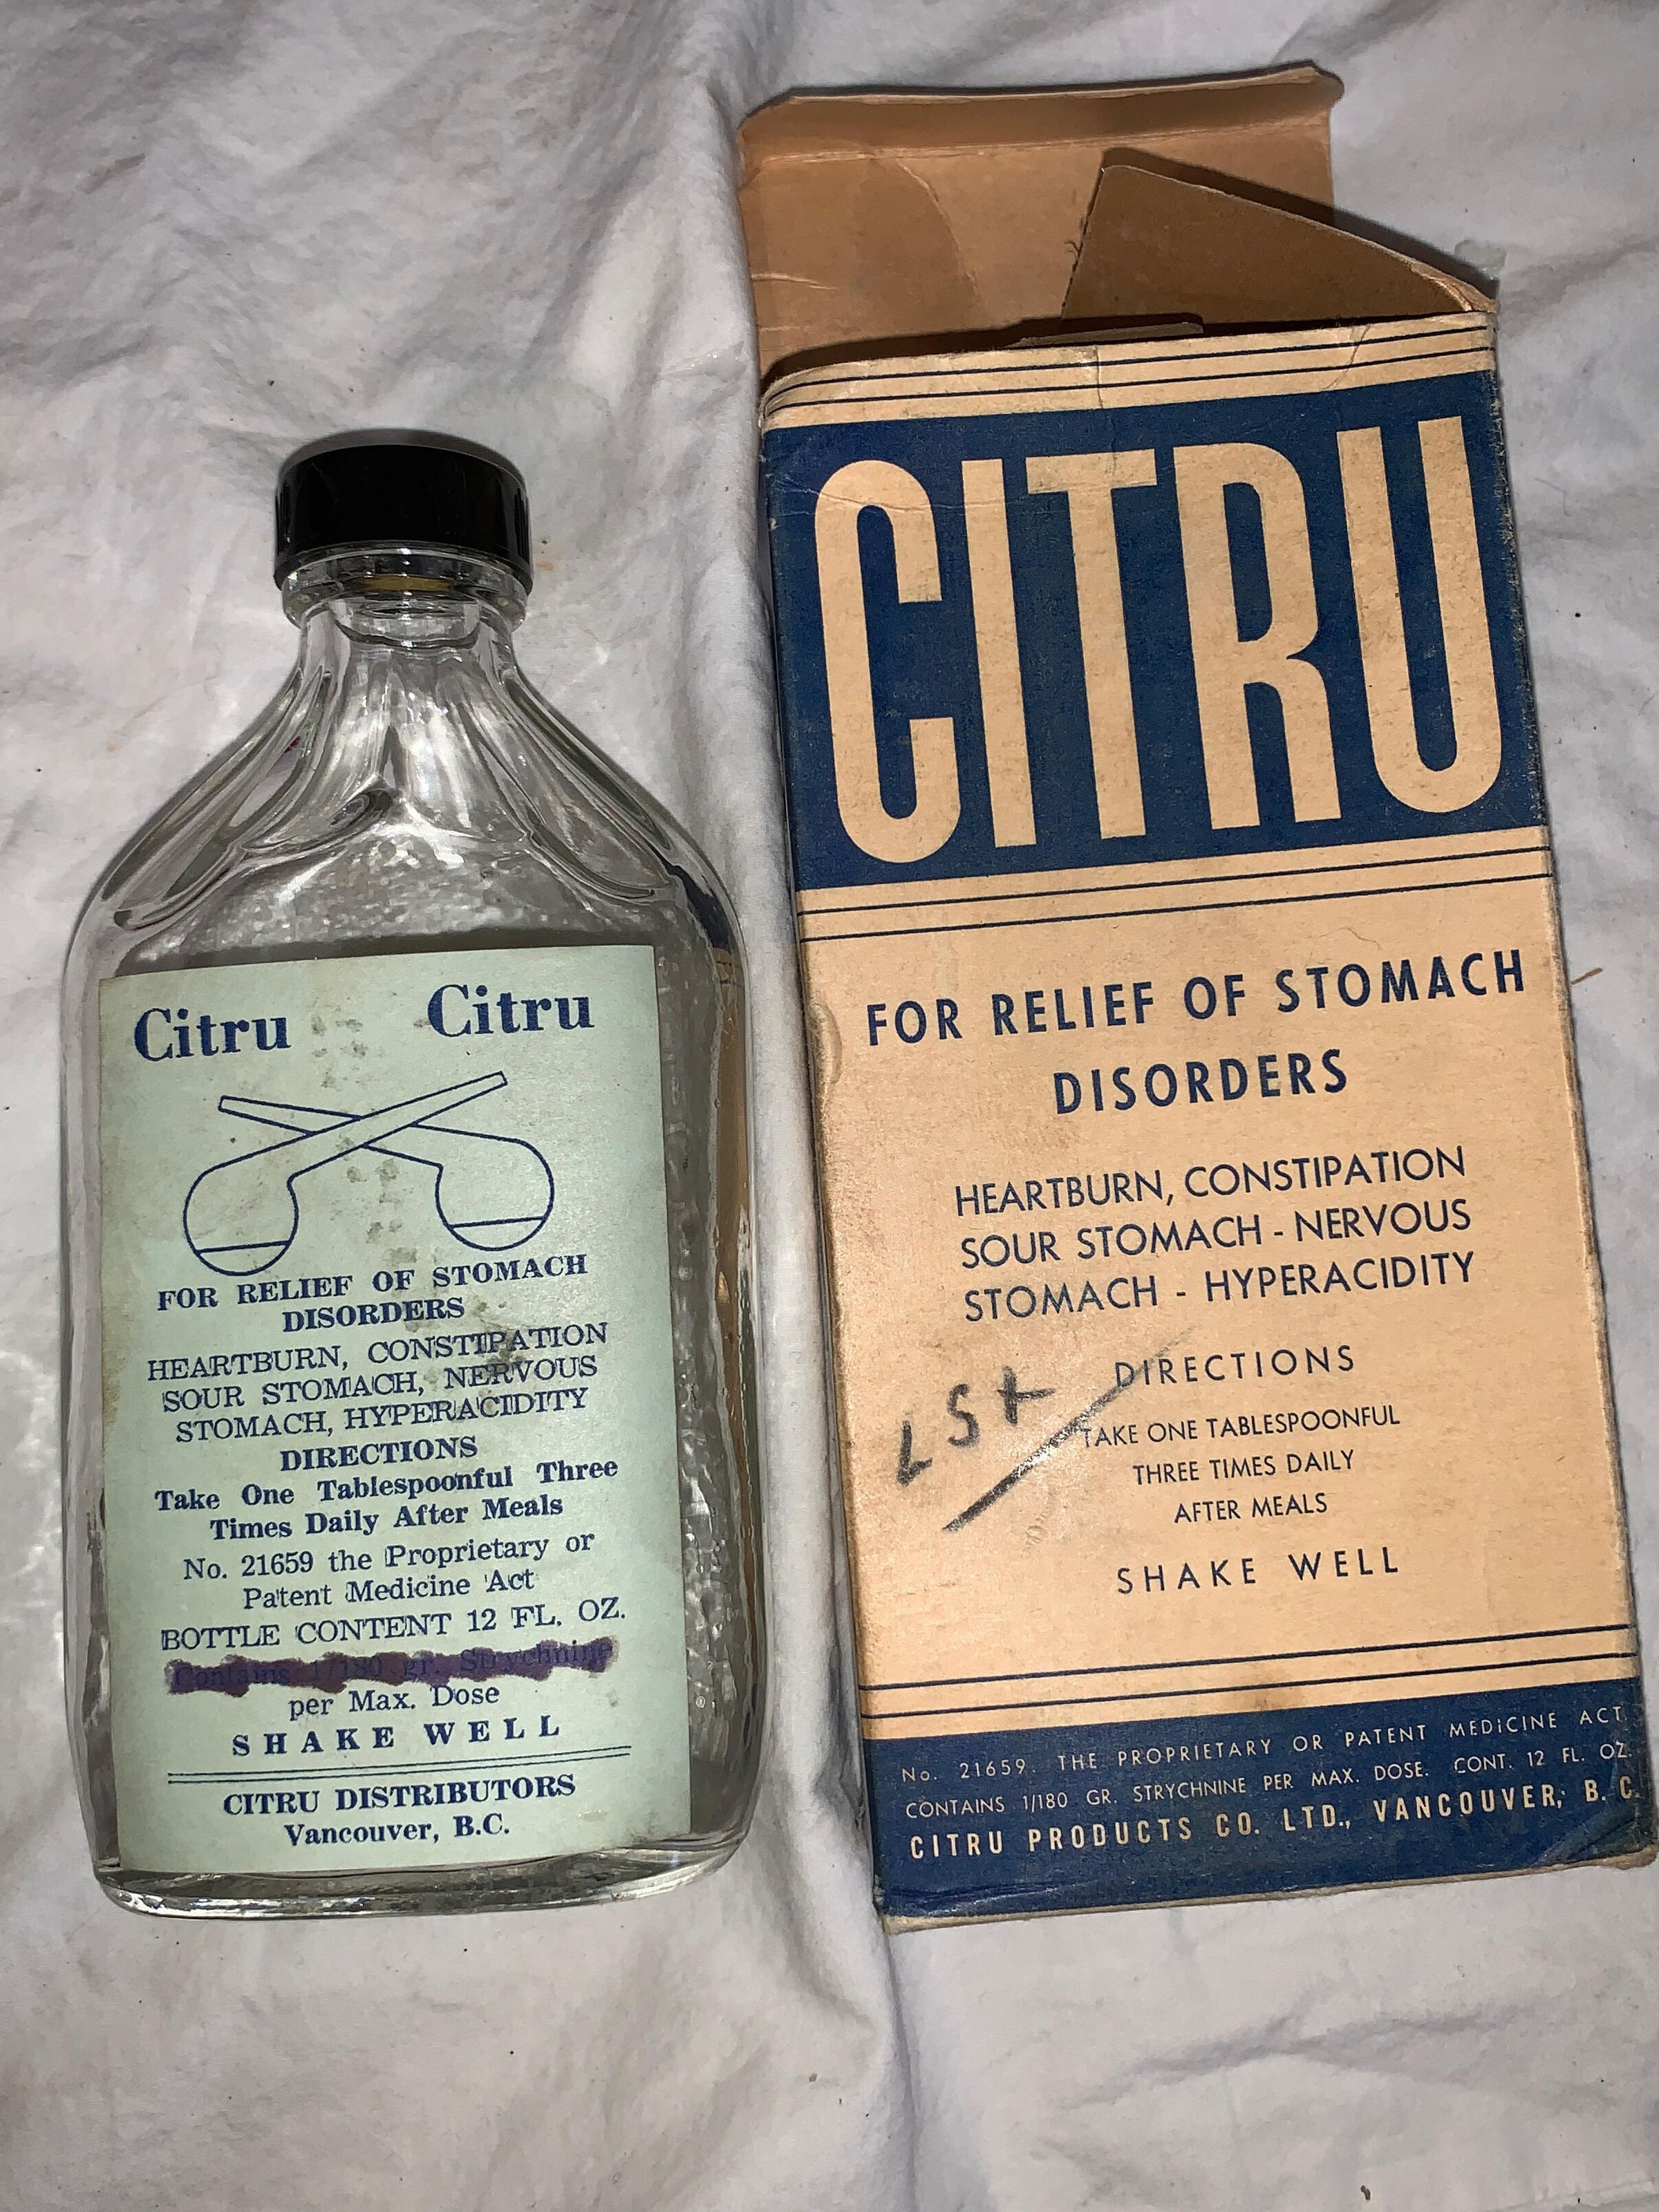 Citru Citru
FOR RELIEF OF STOMACH
DISORDERS
HEARTBURN, CONSTIPATION
SOUR STOMACH, NERVOUS
STOMACH, HYPERACIDITY
DIRECTIONS
Take One Tablespoonful Three
Times Daily After Meals
No. 21659 the Proprietary or
Patent Medicine Act
BOTTLE CONTENT 12 FL. OZ.
Contains 1/180 gr. Strychnine
per Max. Dose
SHAKE WELL
CITRU DISTRIBUTORS
Vancouver, B.C.
CITRU
FOR RELIEF OF STOMACH
DISORDERS
HEARTBURN, CONSTIPATION
SOUR STOMACH - NERVOUS
STOMACH - HYPERACIDITY
DIRECTIONS
TAKE ONE TABLESPOONFUL
THREE TIMES DAILY
AFTER MEALS
SHAKE WELL
No. 21659. THE PROPRIETARY OR PATENT MEDICINE ACT.
CONTAINS 1/180 GR. STRYCHNINE PER MAX. DOSE. CONT. 12 FL. OZ.
CITRU PRODUCTS CO. LTD., VANCOUVER, B.C.